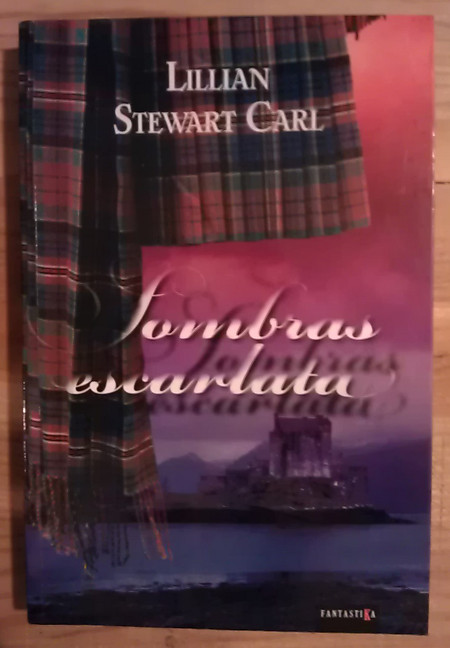 LILLIAN
STEWART CARL
Sombras
escarlata
FANTASTIKA